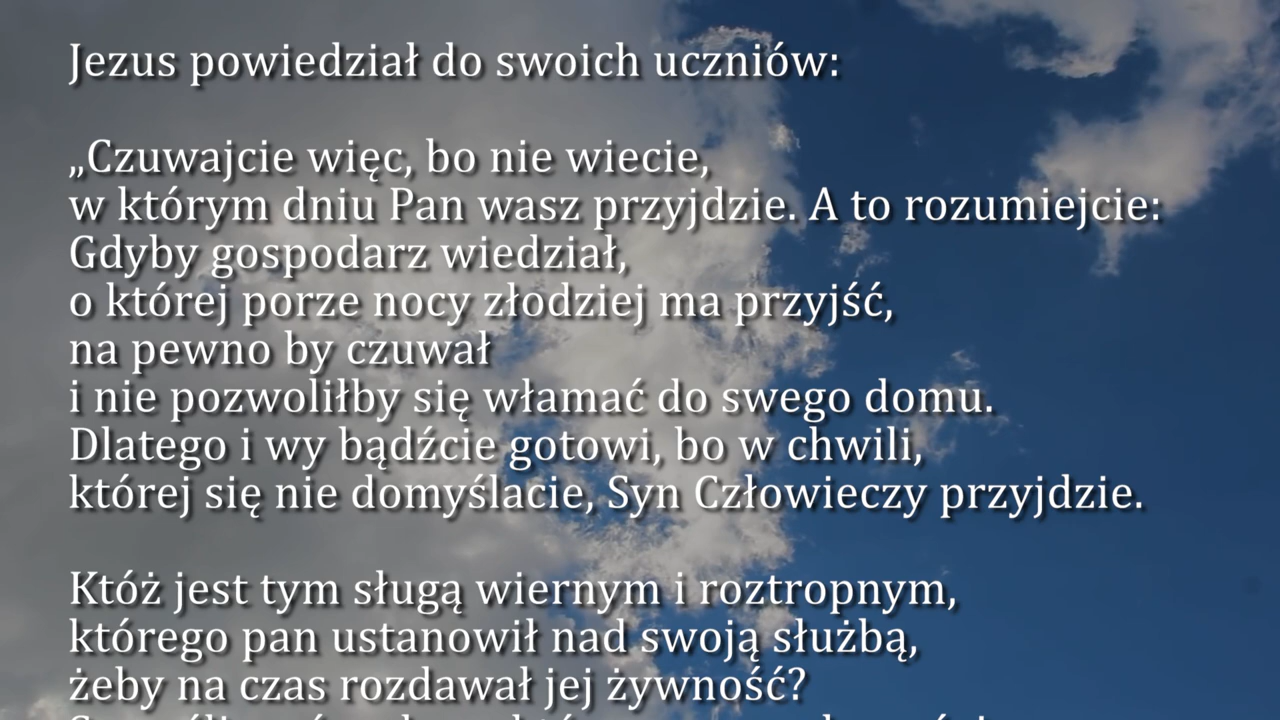 Jezus powiedział do swoich uczniów:
„Czuwajcie więc, bo nie wiecie,
w którym dniu Pan wasz przyjdzie. A to rozumiejcie:
Gdyby gospodarz wiedział,
o której porze nocy złodziej ma przyjść,
na pewno by czuwał
i nie pozwoliłby się włamać do swego domu.
Dlatego i wy bądźcie gotowi, bo w chwili,
której się nie domyślacie, Syn Człowieczy przyjdzie.
Któż jest tym sługą wiernym i roztropnym,
którego pan ustanowił nad swoją służbą,
żeby na czas rozdawał jej żywność?